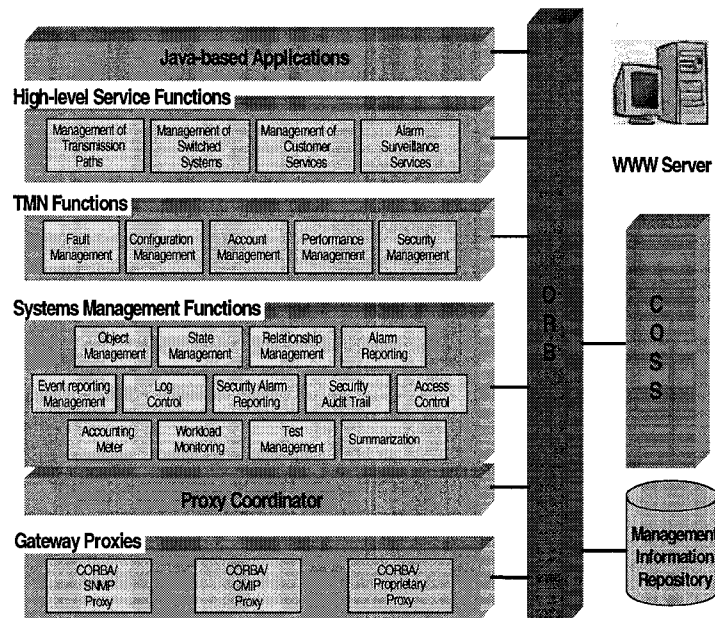 Java-based Applications
High-level Service Functions
Management of
Transmission
Paths
Management of
Switched
Systems
Management of
Customer
Services
Alarm
Surveillance
Services
TMN Functions
Fault
Management
Configuration
Management
Account
Management
Performance
Management
Security
Management
Systems Management Functions
Object
Management
State
Management
Relationship
Management
Alarm
Reporting
Event reporting
Management
Log
Control
Security Alarm
Reporting
Security
Audit Trail
Access
Control
Accounting
Meter
Workload
Monitoring
Test
Management
Summarization
Proxy Coordinator
Gateway Proxies
CORBA/
SNMP
Proxy
CORBA/
CMIP
Proxy
CORBA/
Proprietary
Proxy
O
R
B
WWW Server
C
O
S
S
Management
Information
Repository